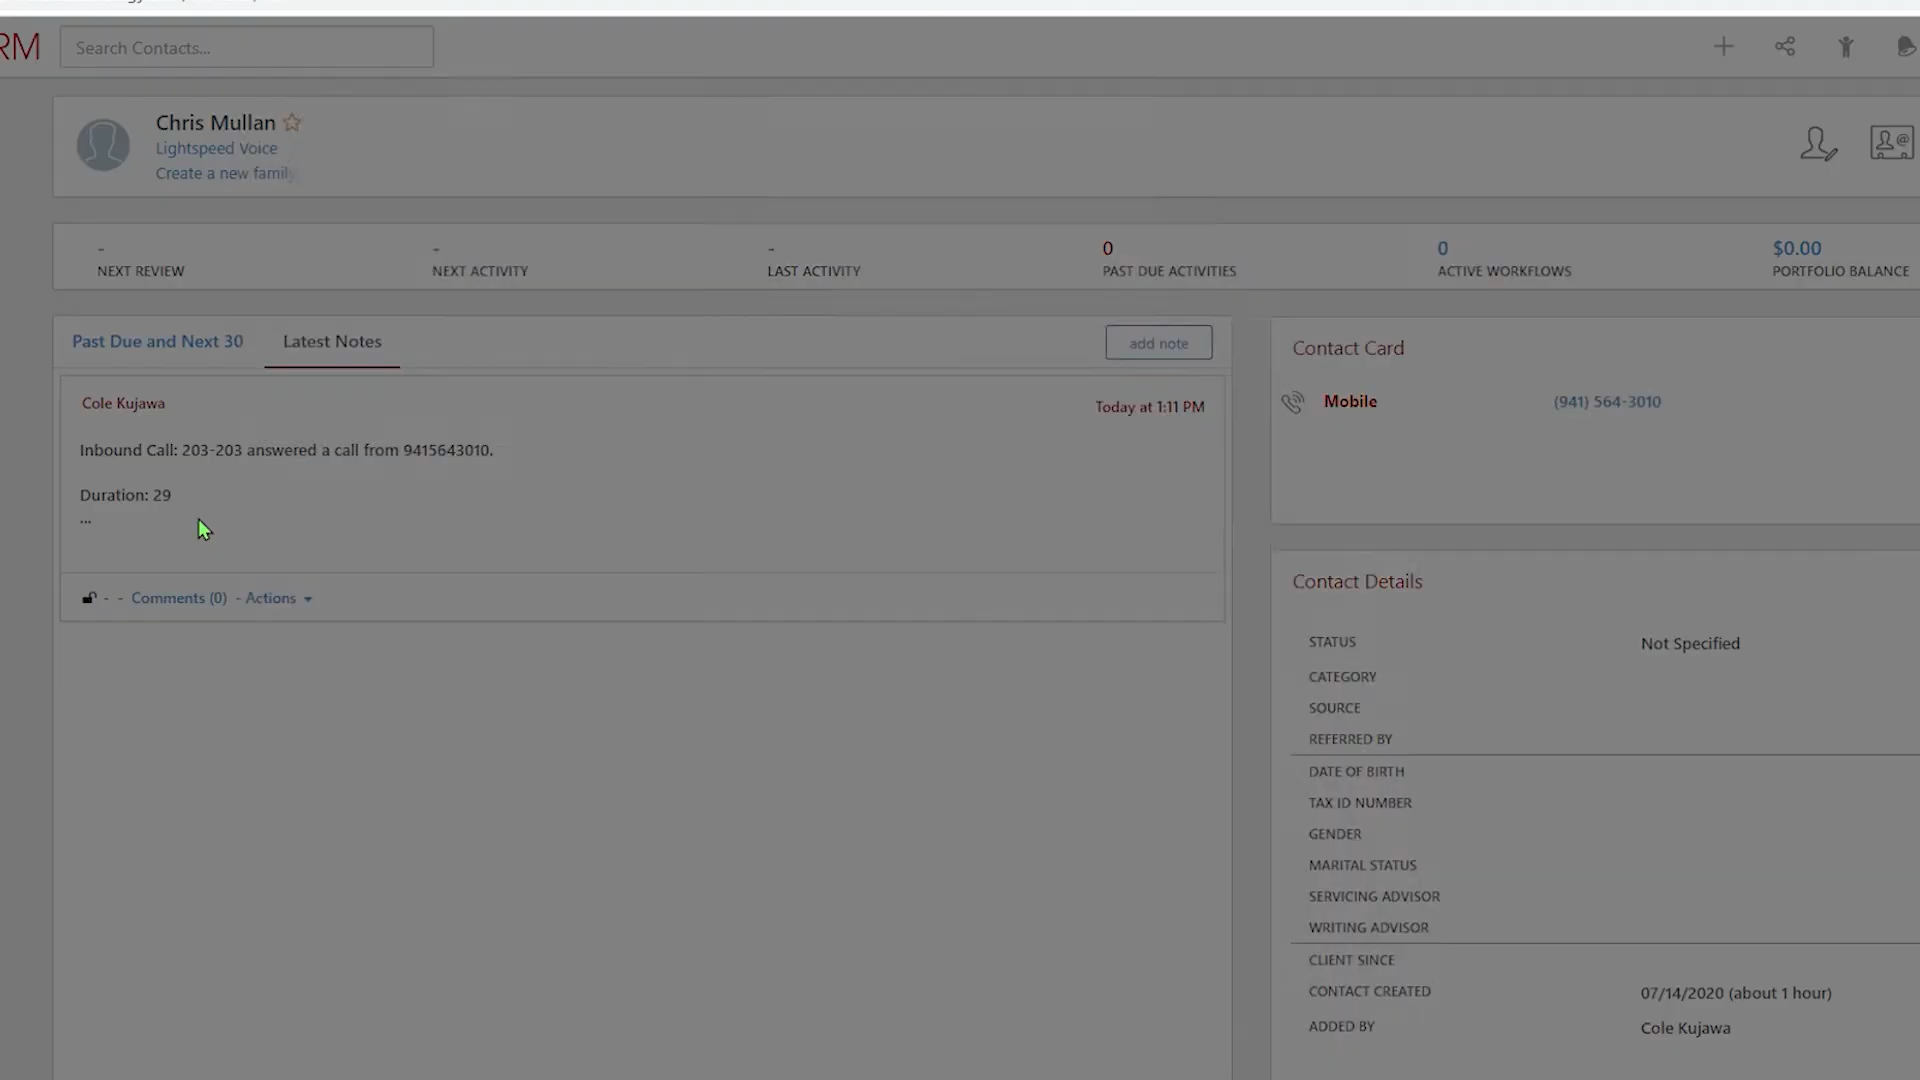 RM
Search Contacts...
Chris Mullan
Lightspeed Voice
Create a new family
-
NEXT REVIEW
-
NEXT ACTIVITY
-
LAST ACTIVITY
0
PAST DUE ACTIVITIES
0
ACTIVE WORKFLOWS
$0.00
PORTFOLIO BALANCE
Past Due and Next 30
Latest Notes
add note
Cole Kujawa
Today at 1:11 PM
Inbound Call: 203-203 answered a call from 9415643010.
Duration: 29
...
- - Comments (0) - Actions
Contact Card
Mobile (941) 564-3010
Contact Details
STATUS Not Specified
CATEGORY
SOURCE
REFERRED BY
DATE OF BIRTH
TAX ID NUMBER
GENDER
MARITAL STATUS
SERVICING ADVISOR
WRITING ADVISOR
CLIENT SINCE
CONTACT CREATED 07/14/2020 (about 1 hour)
ADDED BY Cole Kujawa